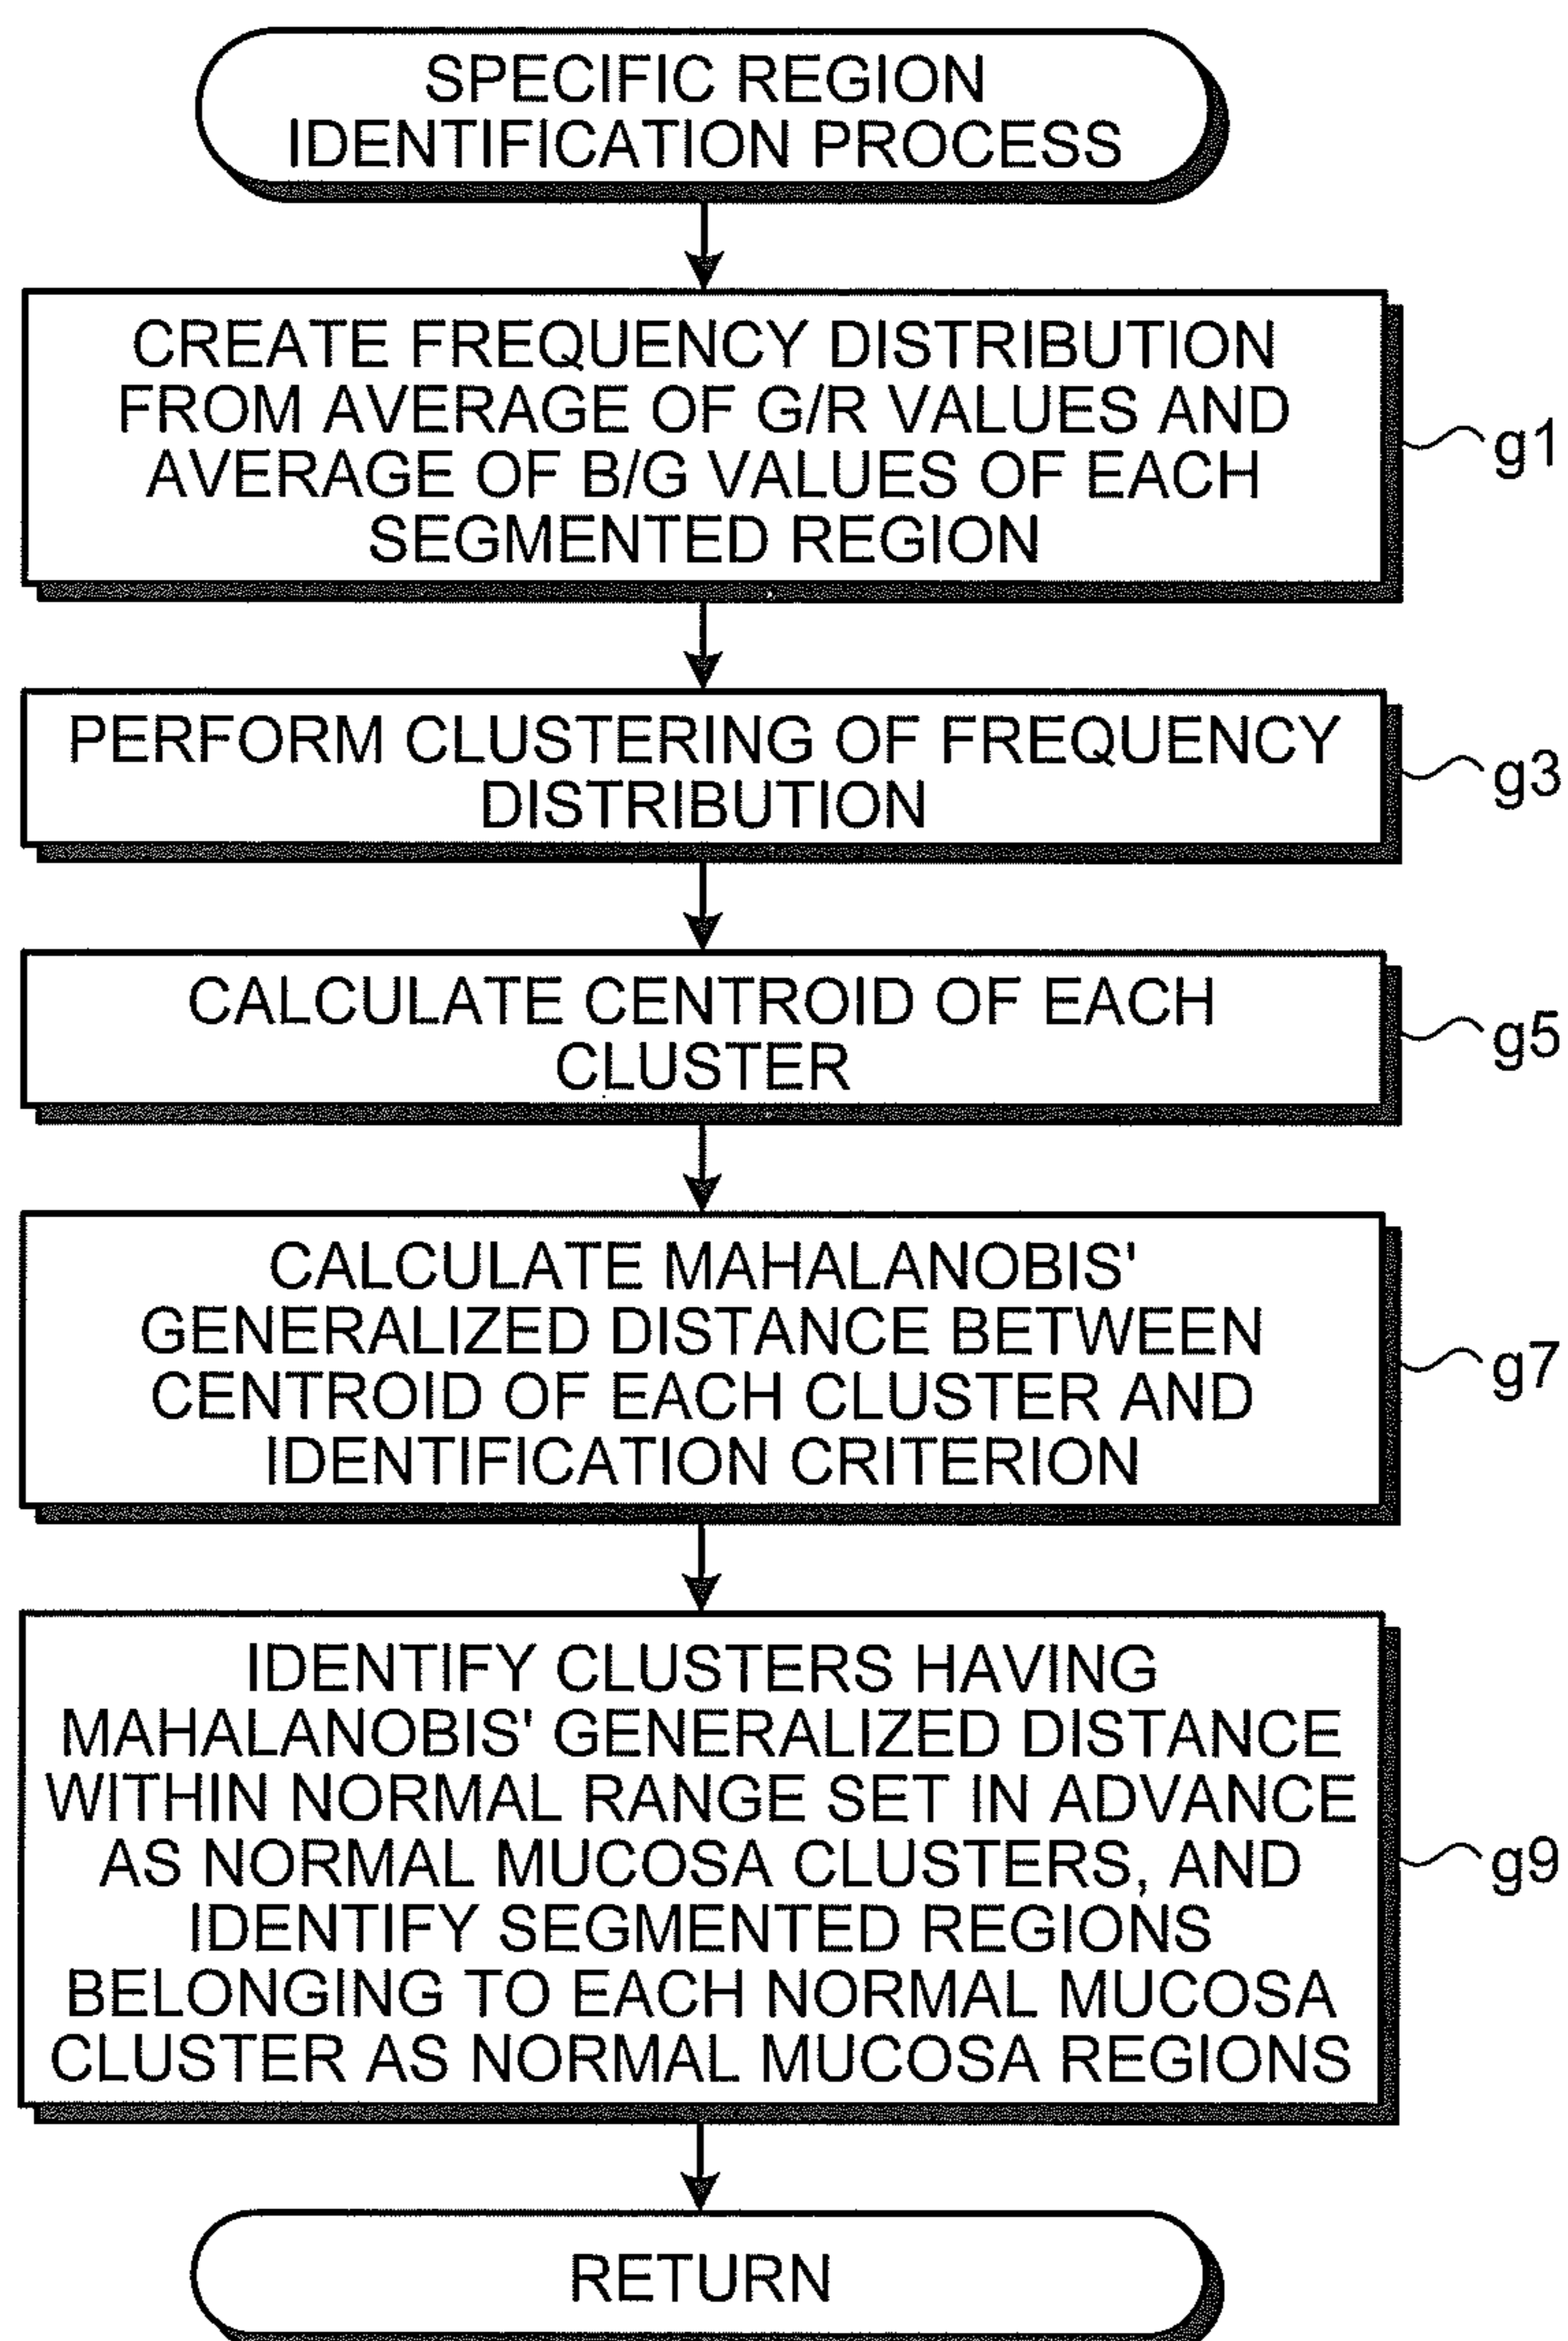 SPECIFIC REGION
IDENTIFICATION PROCESS
CREATE FREQUENCY DISTRIBUTION
FROM AVERAGE OF G/R VALUES AND
AVERAGE OF B/G VALUES OF EACH
SEGMENTED REGION
g1
PERFORM CLUSTERING OF FREQUENCY
DISTRIBUTION
g3
CALCULATE CENTROID OF EACH
CLUSTER
g5
CALCULATE MAHALANOBIS'
GENERALIZED DISTANCE BETWEEN
CENTROID OF EACH CLUSTER AND
IDENTIFICATION CRITERION
g7
IDENTIFY CLUSTERS HAVING
MAHALANOBIS' GENERALIZED DISTANCE
WITHIN NORMAL RANGE SET IN ADVANCE
AS NORMAL MUCOSA CLUSTERS, AND
IDENTIFY SEGMENTED REGIONS
BELONGING TO EACH NORMAL MUCOSA
CLUSTER AS NORMAL MUCOSA REGIONS
g9
RETURN